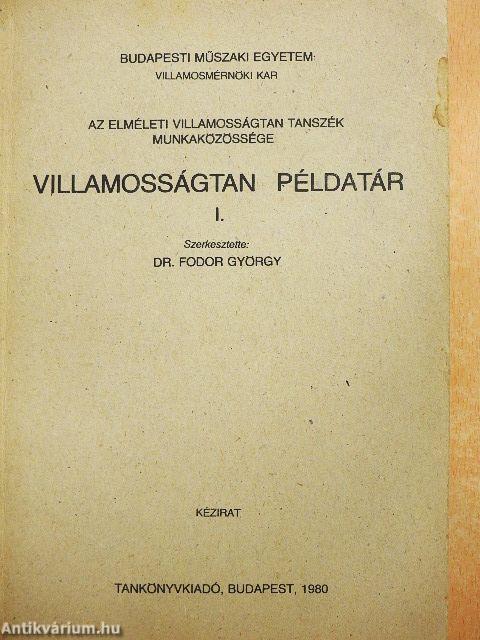 BUDAPESTI MŰSZAKI EGYETEM
VILLAMOSMÉRNÖKI KAR
AZ ELMÉLETI VILLAMOSSÁGTAN TANSZÉK
MUNKAKÖZÖSSÉGE
VILLAMOSSÁGTAN PÉLDATÁR
I.
Szerkesztette:
DR. FODOR GYÖRGY
KÉZIRAT
TANKÖNYVKIADÓ, BUDAPEST, 1980
Antikvárium.hu